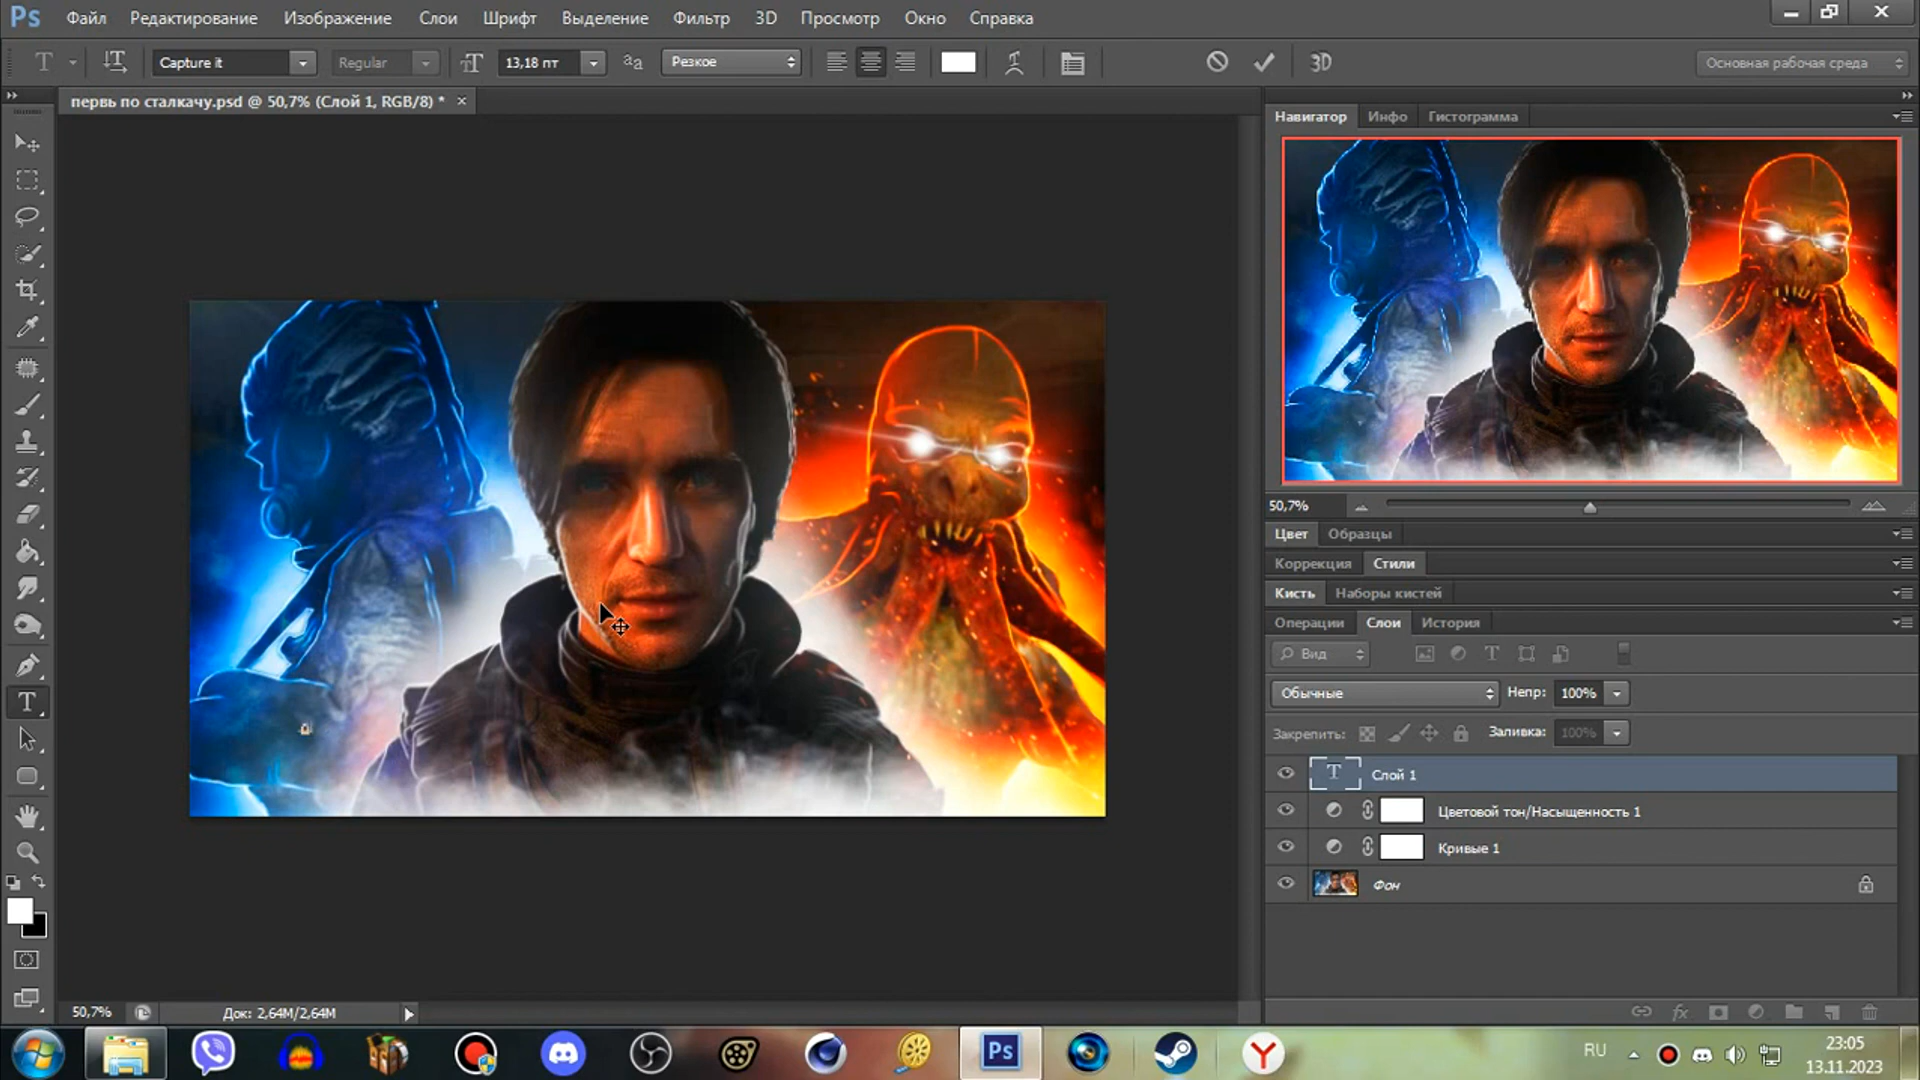 Ps Файл Редактирование Изображение Слои Шрифт Выделение Фильтр 3D Просмотр Окно Справка
T Capture it Regular 13,18 пт aa Резкое 3D Основная рабочая среда
первь по сталкачу.psd @ 50,7% (Слой 1, RGB/8) *
Навигатор Инфо Гистограмма
50,7%
Цвет Образцы
Коррекция Стили
Кисть Наборы кистей
Операции Слои История
Вид
Обычные Непр: 100%
Закрепить: Заливка: 100%
Слой 1
Цветовой тон/Насыщенность 1
Кривые 1
Фон
50,7% Док: 2,64M/2,64M
Ps RU 23:05
13.11.2023